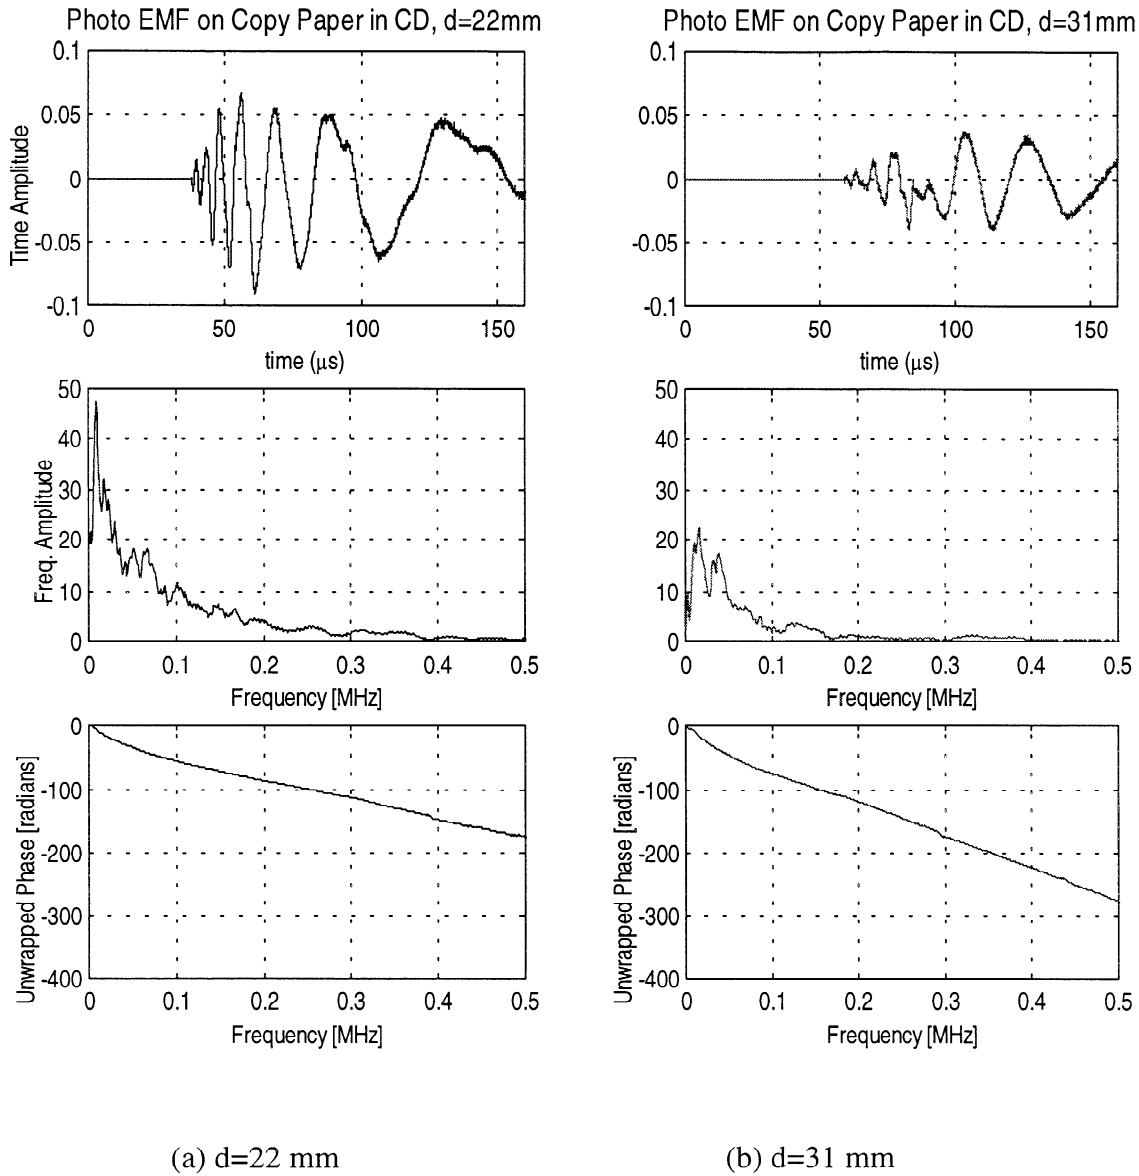 Photo EMF on Copy Paper in CD, d=22mm
0.1
0.05
0
-0.05
-0.1
Time Amplitude
0 50 100 150
time (μs)
50
40
30
20
10
0
Freq. Amplitude
0 0.1 0.2 0.3 0.4 0.5
Frequency [MHz]
0
-100
-200
-300
-400
Unwrapped Phase [radians]
0 0.1 0.2 0.3 0.4 0.5
Frequency [MHz]
(a) d=22 mm
Photo EMF on Copy Paper in CD, d=31mm
0.1
0.05
0
-0.05
-0.1
0 50 100 150
time (μs)
50
40
30
20
10
0
0 0.1 0.2 0.3 0.4 0.5
Frequency [MHz]
0
-100
-200
-300
-400
Unwrapped Phase [radians]
0 0.1 0.2 0.3 0.4 0.5
Frequency [MHz]
(b) d=31 mm